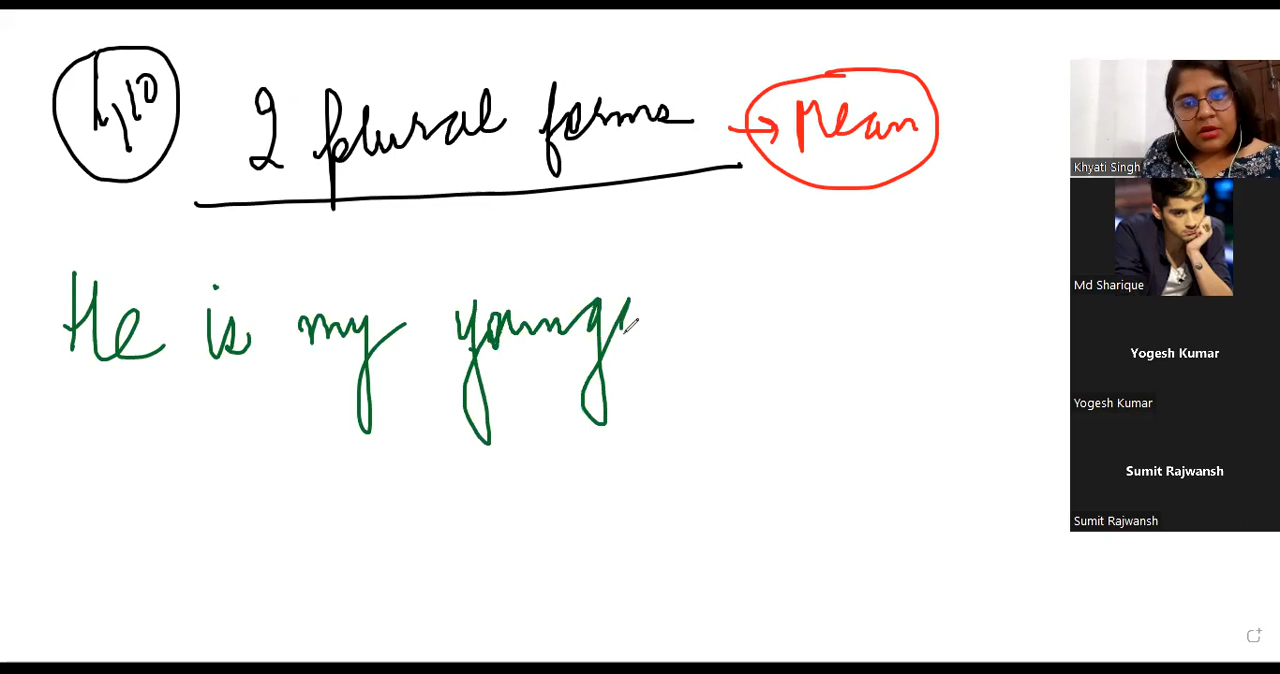 2 plural forms → Mean
He is my young
Khyati Singh
Md Sharique
Yogesh Kumar
Yogesh Kumar
Sumit Rajwansh
Sumit Rajwansh